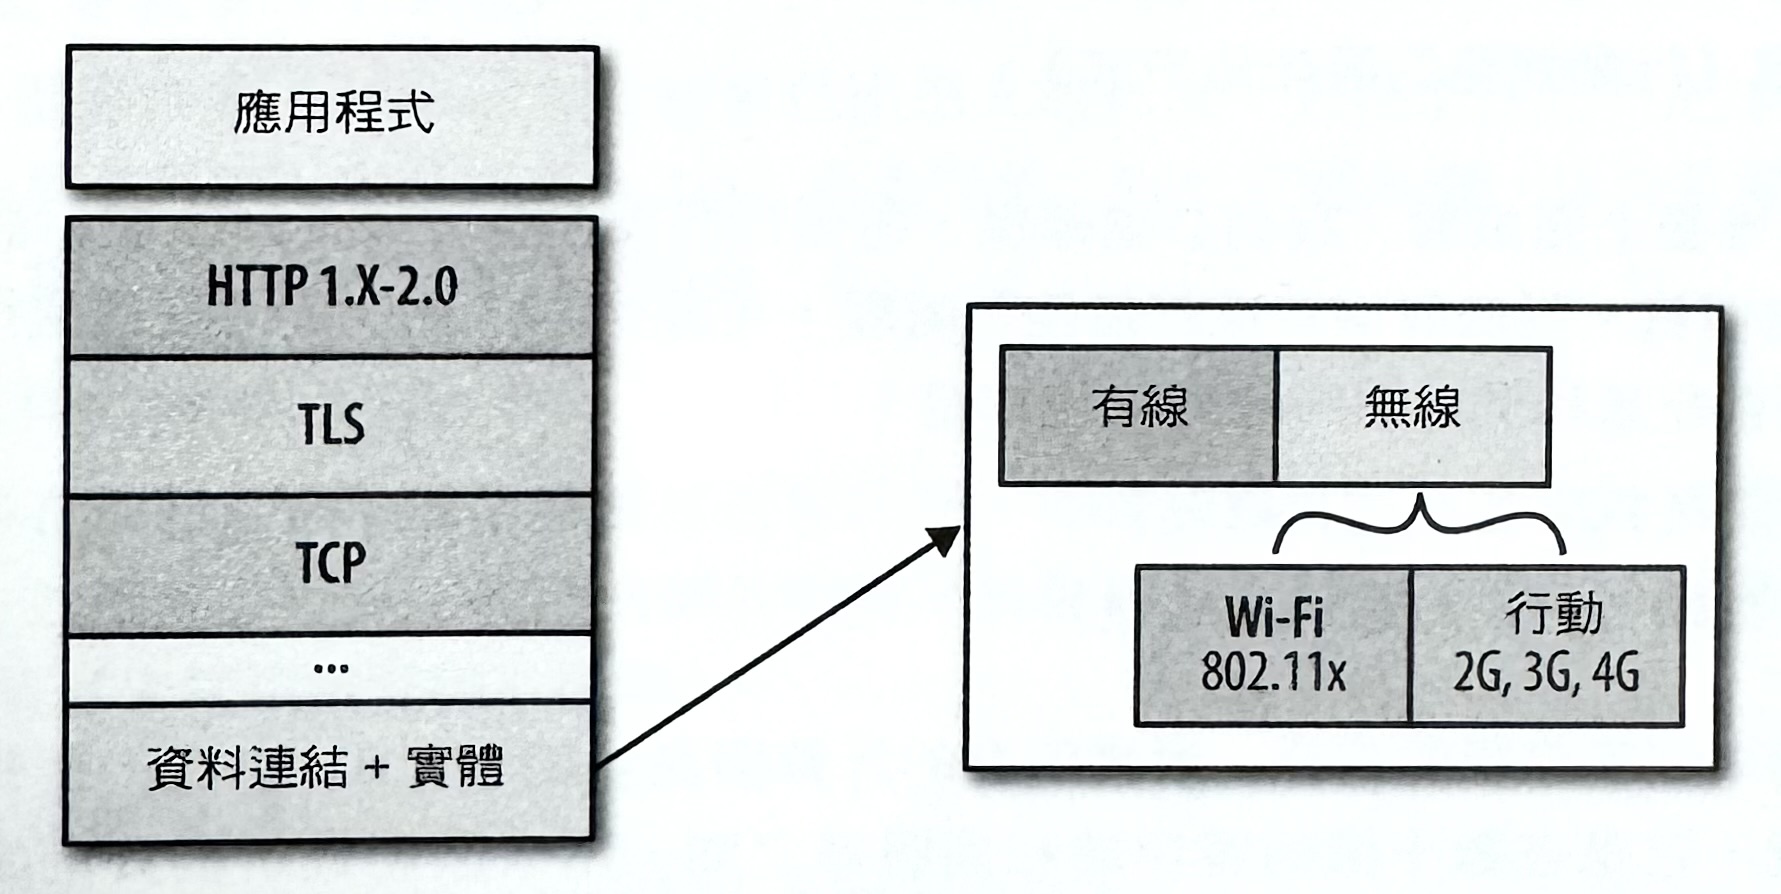 應用程式
HTTP 1.X-2.0
TLS
TCP
...
資料連結 + 實體
有線
無線
Wi-Fi
802.11x
行動
2G, 3G, 4G